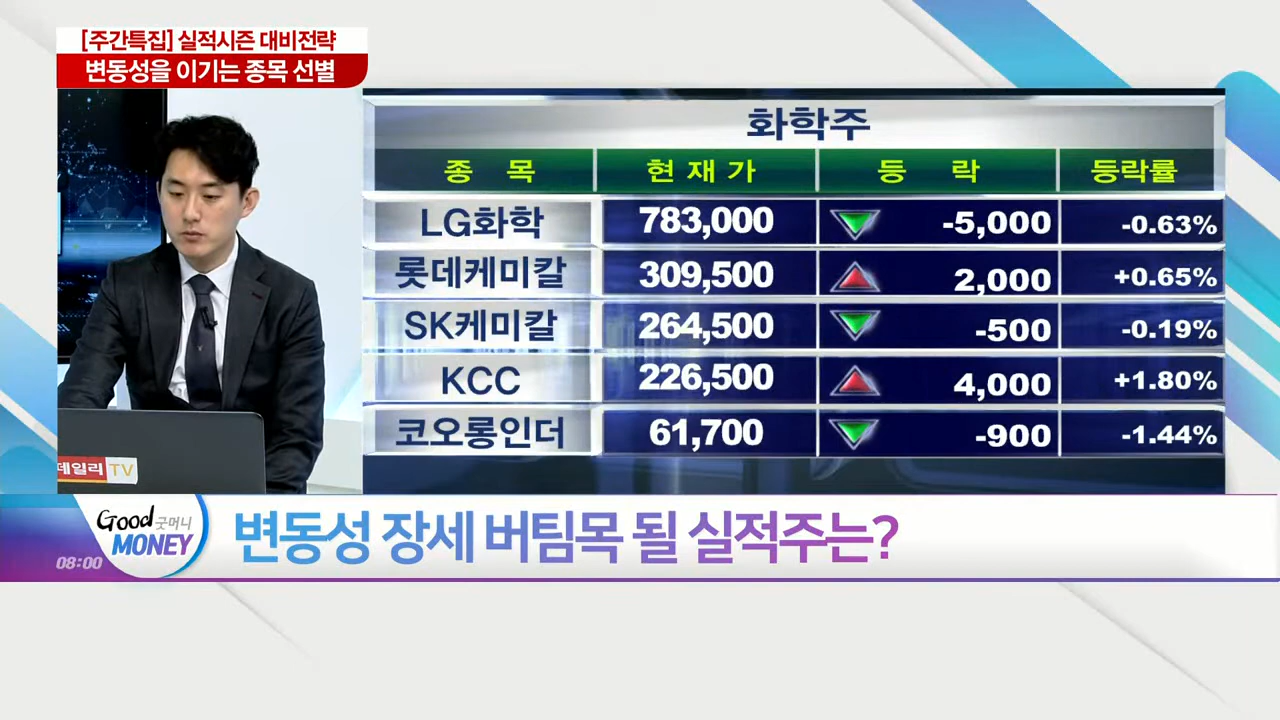 [주간특집] 실적시즌 대비전략
변동성을 이기는 종목 선별
화학주
종 목 현 재 가 등 락 등락률
LG화학 783,000 -5,000 -0.63%
롯데케미칼 309,500 2,000 +0.65%
SK케미칼 264,500 -500 -0.19%
KCC 226,500 4,000 +1.80%
코오롱인더 61,700 -900 -1.44%
데일리 TV
Good 굿머니
MONEY
변동성 장세 버팀목 될 실적주는?
08:00